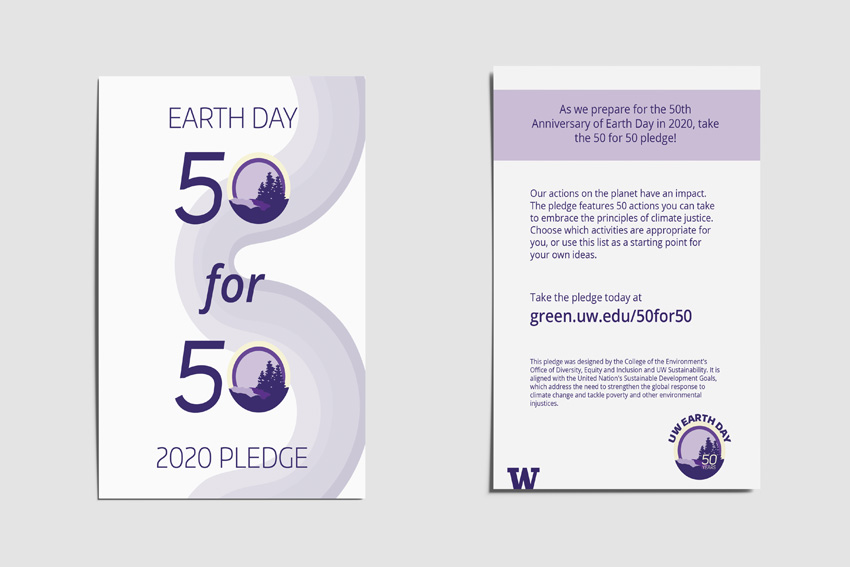 EARTH DAY
50
for
50
2020 PLEDGE
As we prepare for the 50th
Anniversary of Earth Day in 2020, take
the 50 for 50 pledge!
Our actions on the planet have an impact.
The pledge features 50 actions you can take
to embrace the principles of climate justice.
Choose which activities are appropriate for
you, or use this list as a starting point for
your own ideas.
Take the pledge today at
green.uw.edu/50for50
This pledge was designed by the College of the Environment's
Office of Diversity, Equity and Inclusion and UW Sustainability. It is
aligned with the United Nation's Sustainable Development Goals,
which address the need to strengthen the global response to
climate change and tackle poverty and other environmental
injustices.
UW EARTH DAY
50
YEARS
W